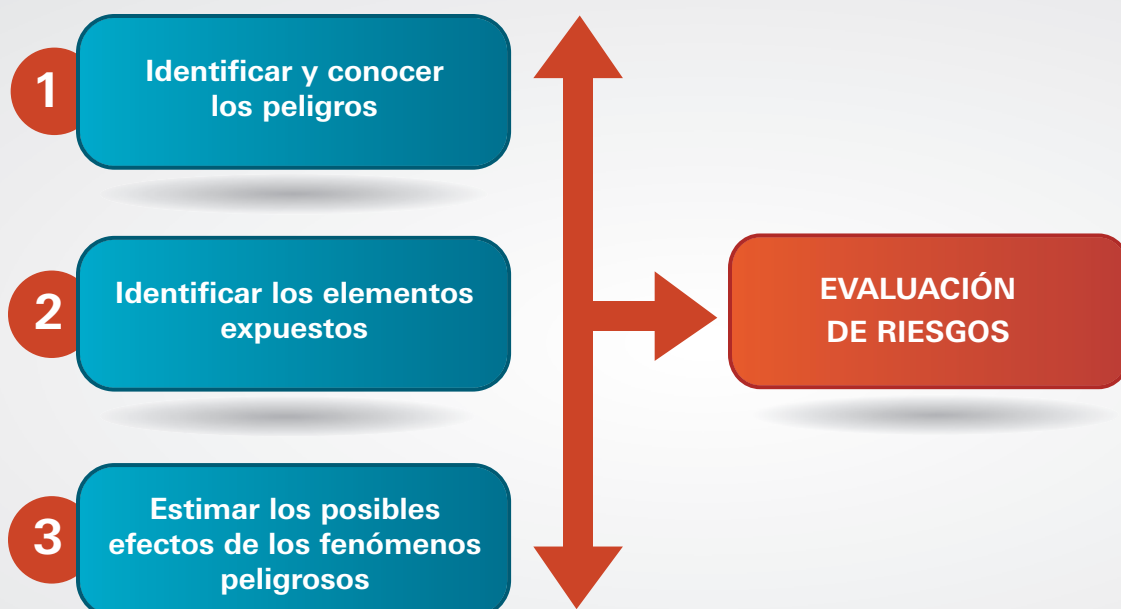 1
Identificar y conocer
los peligros
2
Identificar los elementos
expuestos
3
Estimar los posibles
efectos de los fenómenos
peligrosos
EVALUACIÓN
DE RIESGOS